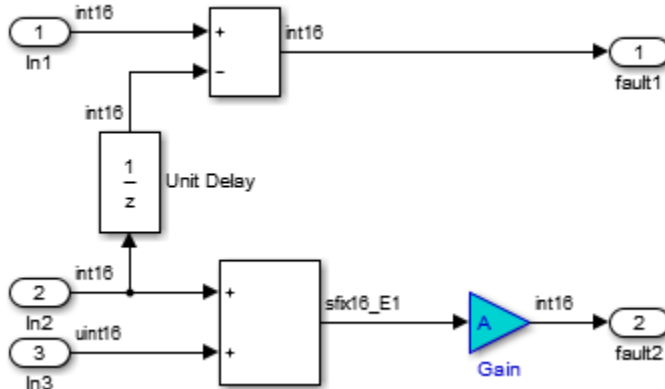 int16
1
In1
+
−
int16
1
fault1
int16
1
z
Unit Delay
int16
2
In2
uint16
3
In3
+
+
sfix16_E1
A
Gain
int16
2
fault2